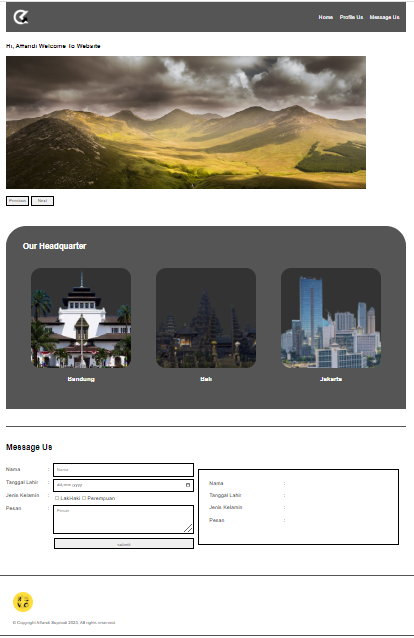 Home Profile Us Message Us
Hi, Affandi Welcome To Website
Previous Next
Our Headquarter
Bandung Bali Jakarta
Message Us
Nama : Nama
Tanggal Lahir : dd/mm/yyyy
Jenis Kelamin : Laki-Haki Perempuan
Pesan : Pesan
submit
Nama :
Tanggal Lahir :
Jenis Kelamin :
Pesan :
© Copyright Affandi 2023. All rights reserved.